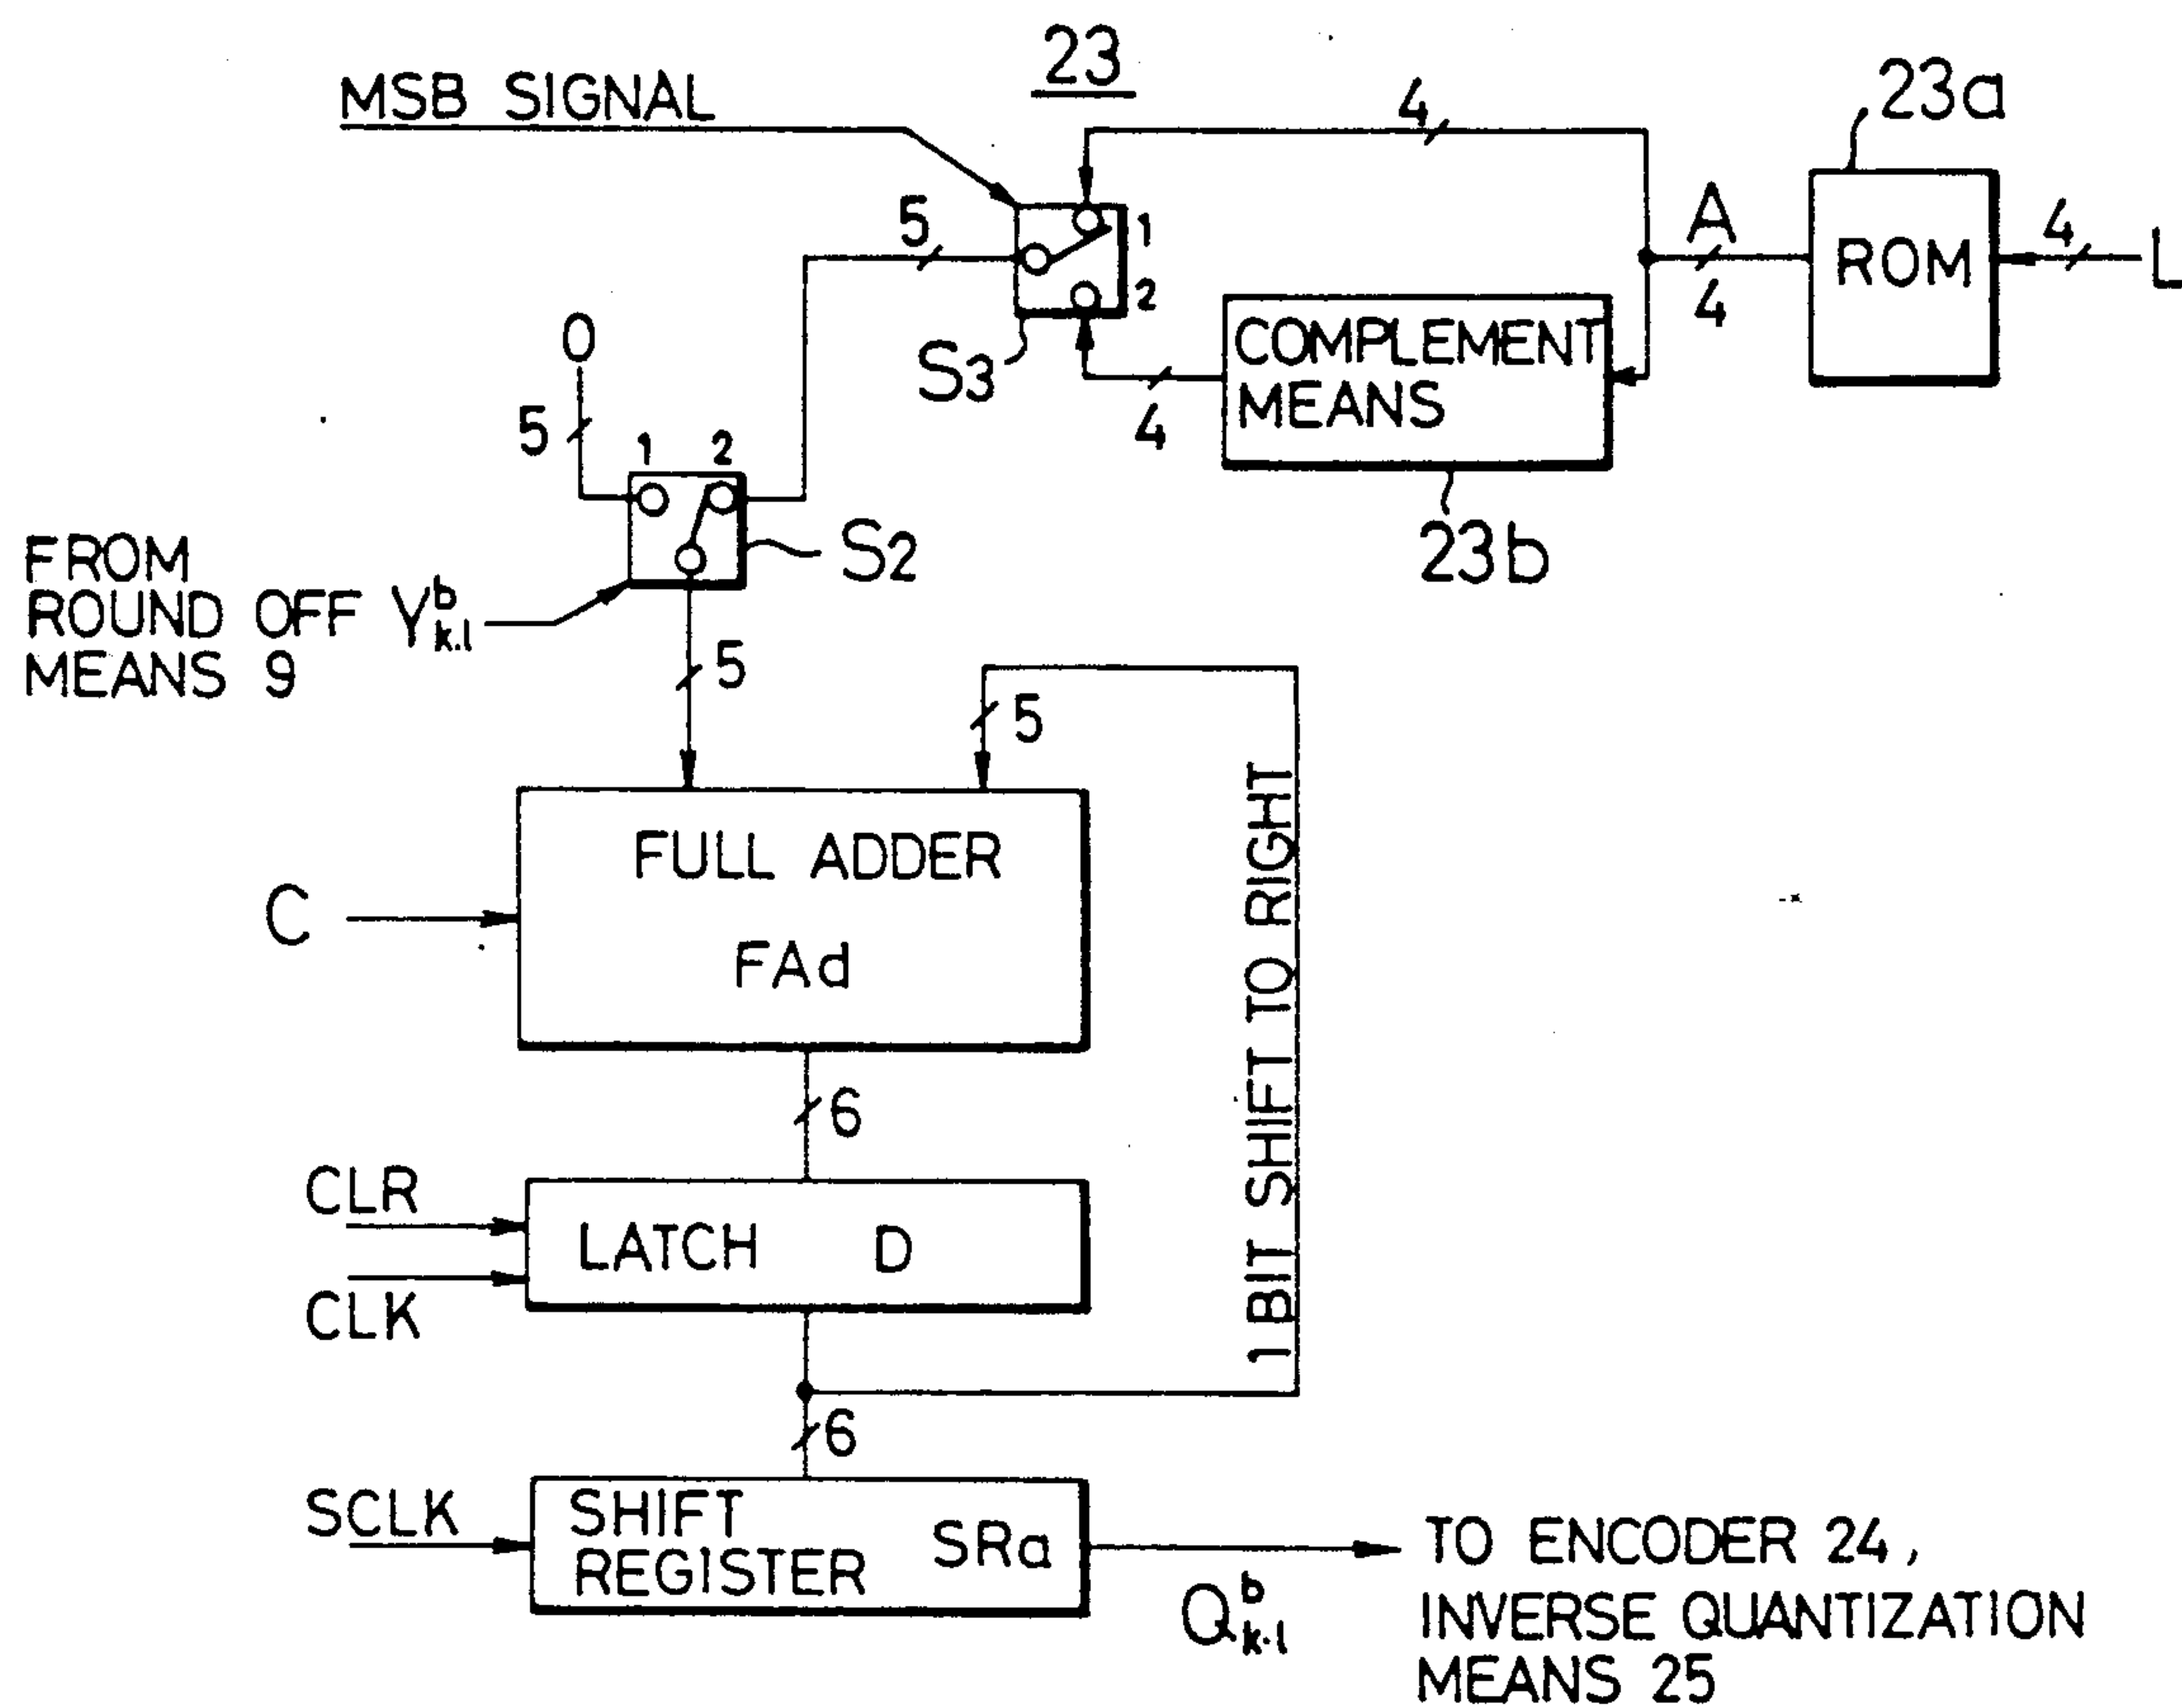 23
MSB SIGNAL
4
23a
1
5
A
4
ROM
4
L
2
COMPLEMENT
MEANS
S3
4
0
5
1 2
23b
S2
FROM
ROUND OFF Y^b_{k.l}
MEANS 9
5
5
FULL ADDER
FAd
C
1 BIT SHIFT TO RIGHT
6
CLR
LATCH D
CLK
6
SCLK
SHIFT
REGISTER SRa
Q^b_{k.l}
TO ENCODER 24,
INVERSE QUANTIZATION
MEANS 25